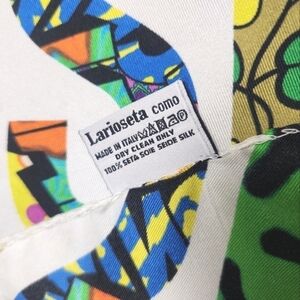 Larioseta como
MADE IN ITALY
DRY CLEAN ONLY
100% SETA SOIE SEIDE SILK